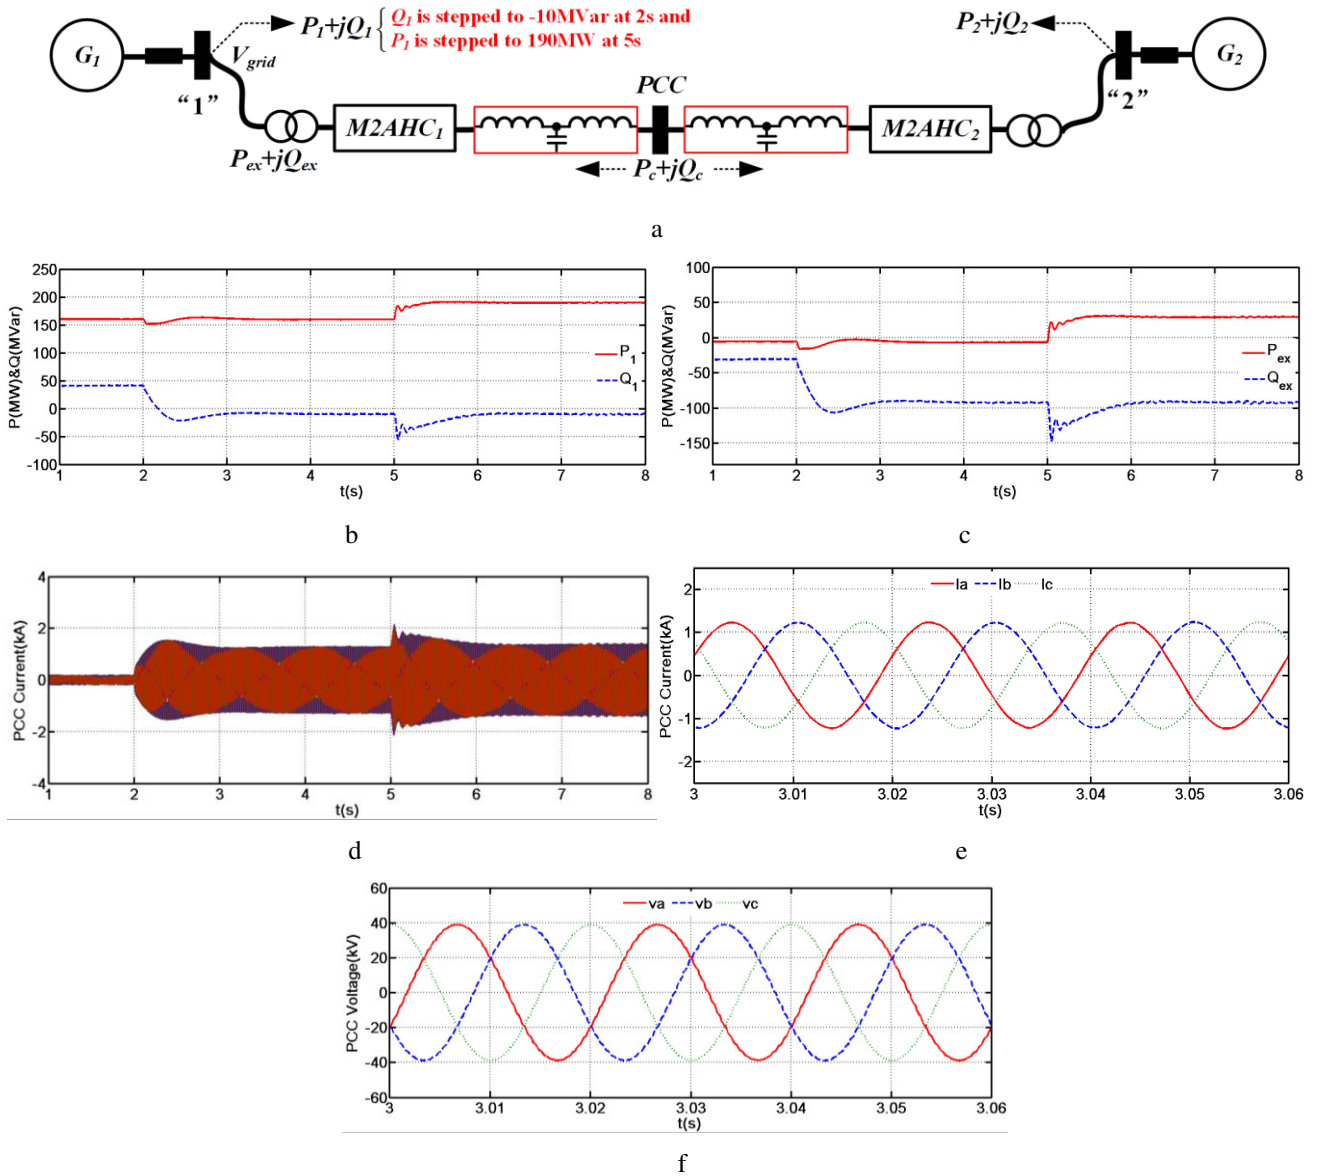 G1
Vgrid
"1"
P1+jQ1
Q1 is stepped to -10MVar at 2s and
P1 is stepped to 190MW at 5s
P2+jQ2
G2
"2"
PCC
M2AHC1
M2AHC2
Pex+jQex
Pc+jQc
a
P(MW)&Q(MVar)
250
200
150
100
50
0
-50
-100
P1
Q1
1 2 3 4 5 6 7 8
t(s)
b
P(MW)&Q(MVar)
100
50
0
-50
-100
-150
Pex
Qex
1 2 3 4 5 6 7 8
t(s)
c
PCC Current(kA)
4
2
0
-2
-4
1 2 3 4 5 6 7 8
t(s)
d
PCC Current(kA)
Ia Ib Ic
2
1
0
-1
-2
3 3.01 3.02 3.03 3.04 3.05 3.06
t(s)
e
PCC Voltage(kV)
va vb vc
60
40
20
0
-20
-40
-60
3 3.01 3.02 3.03 3.04 3.05 3.06
t(s)
f